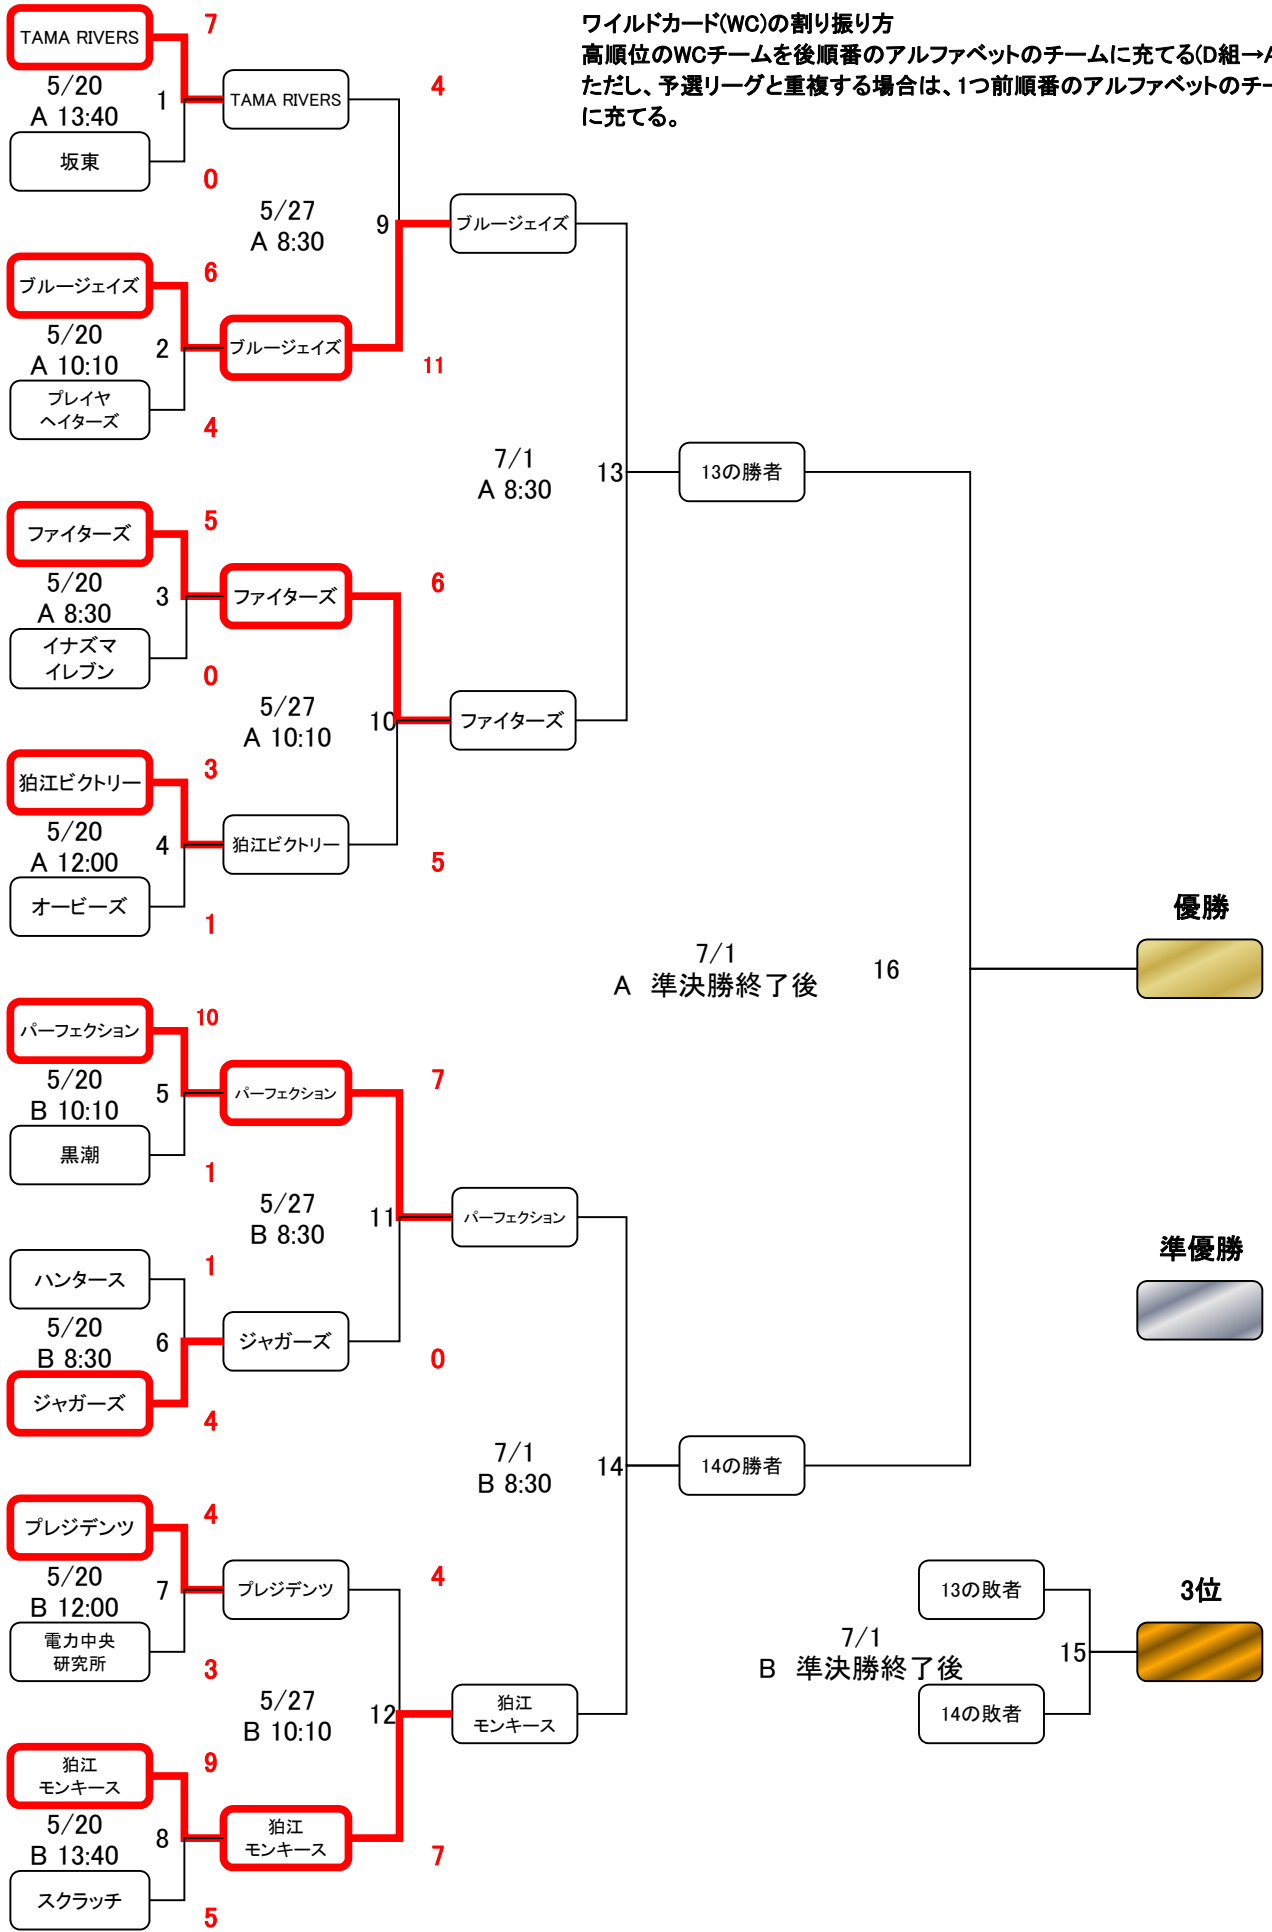 ワイルドカード(WC)の割り振り方
高順位のWCチームを後順番のアルファベットのチームに充てる(D組→A
ただし、予選リーグと重複する場合は、1つ前順番のアルファベットのチー
に充てる。
TAMA RIVERS
7
5/20
A 13:40
1
坂東
0
TAMA RIVERS
4
5/27
A 8:30
9
ブルージェイズ
6
5/20
A 10:10
2
プレイヤ
ヘイターズ
4
ブルージェイズ
11
ブルージェイズ
7/1
A 8:30
13
13の勝者
ファイターズ
5
5/20
A 8:30
3
イナズマ
イレブン
0
ファイターズ
6
5/27
A 10:10
10
ファイターズ
狛江ビクトリー
3
5/20
A 12:00
4
オービーズ
1
狛江ビクトリー
5
7/1
A 準決勝終了後
16
優勝
パーフェクション
10
5/20
B 10:10
5
黒潮
1
パーフェクション
7
5/27
B 8:30
11
パーフェクション
ハンタース
1
5/20
B 8:30
6
ジャガーズ
4
ジャガーズ
0
準優勝
7/1
B 8:30
14
14の勝者
プレジデンツ
4
5/20
B 12:00
7
電力中央
研究所
3
プレジデンツ
4
5/27
B 10:10
12
狛江
モンキース
狛江
モンキース
9
5/20
B 13:40
8
スクラッチ
5
狛江
モンキース
7
13の敗者
7/1
B 準決勝終了後
15
14の敗者
3位